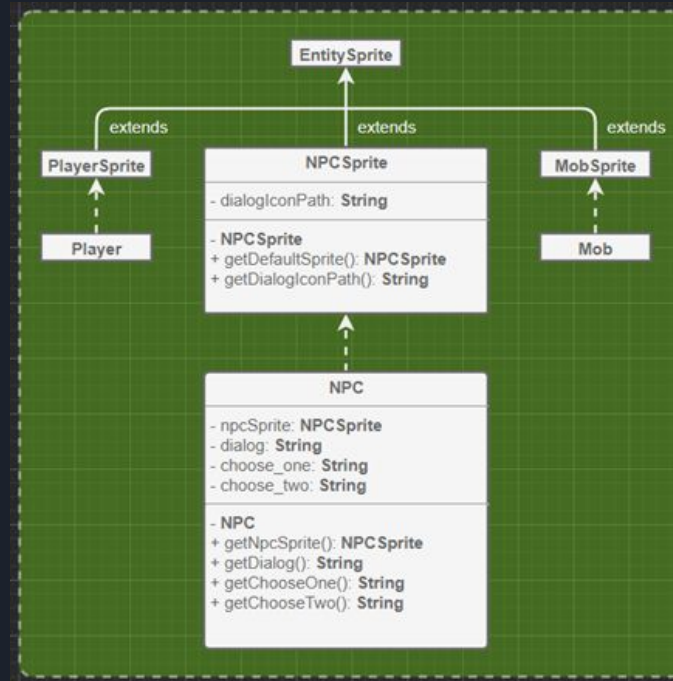 EntitySprite
extends
extends
extends
PlayerSprite
NPCSprite
MobSprite
- dialogIconPath: String
- NPCSprite
+ getDefaultSprite(): NPCSprite
+ getDialogIconPath(): String
Player
Mob
NPC
- npcSprite: NPCSprite
- dialog: String
- choose_one: String
- choose_two: String
- NPC
+ getNpcSprite(): NPCSprite
+ getDialog(): String
+ getChooseOne(): String
+ getChooseTwo(): String